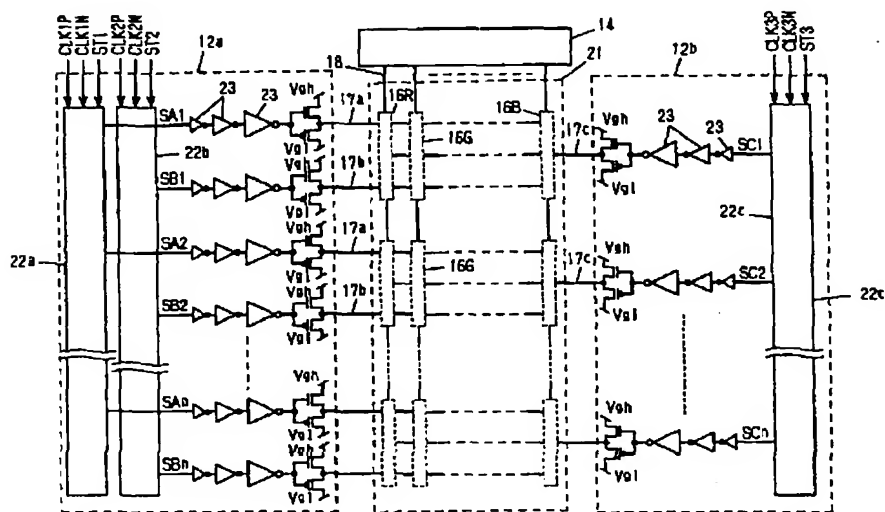 CLK1P CLK1N ST1 CLK2P CLK2N ST2
14
CLK3P CLK3N ST3
12a
18
21
12b
23 23 Vgh 16R 16B
SA1 17a Vgh 17c 23 23 SC1
22b Vgl 16G
Vgh
SB1 17b Vgl
Vgl 22c
Vgh
SA2 17a Vgh 17c SC2
22a Vgl 16G
Vgh
SB2 17b Vgl 22c
Vgl
Vgh
SAn Vgh SCn
Vgl
Vgh
SBn Vgl
Vgl